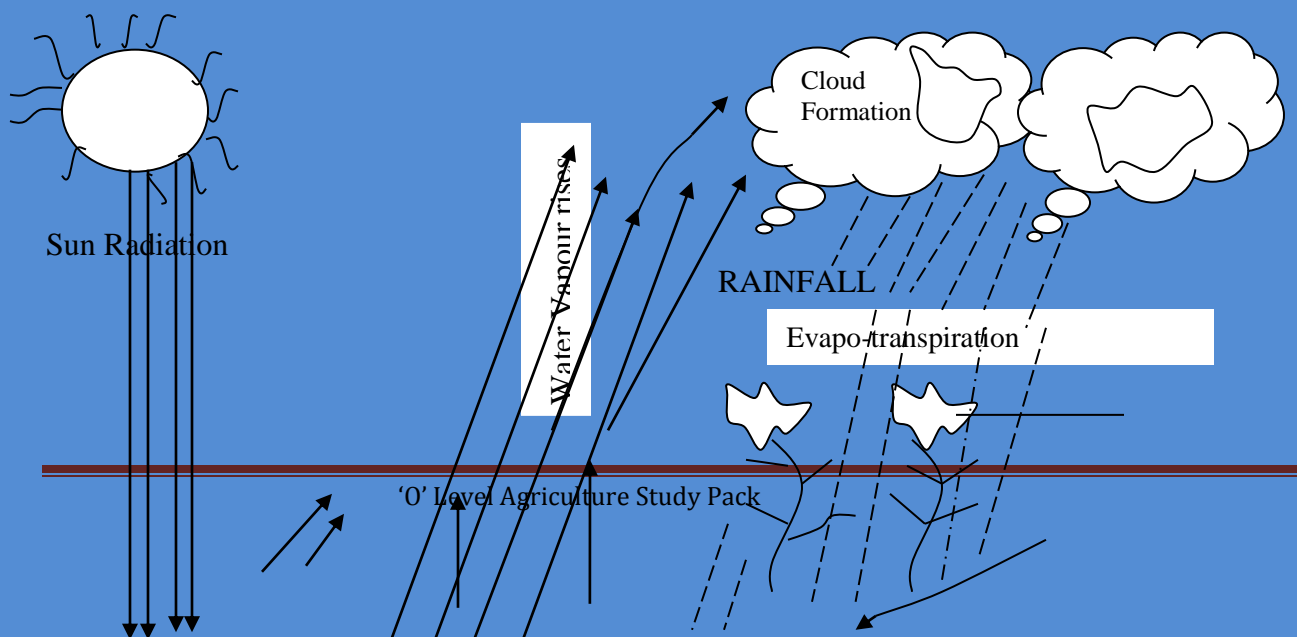 Cloud
Formation
Water Vapour rises
Sun Radiation
RAINFALL
Evapo-transpiration
‘O’ Level Agriculture Study Pack